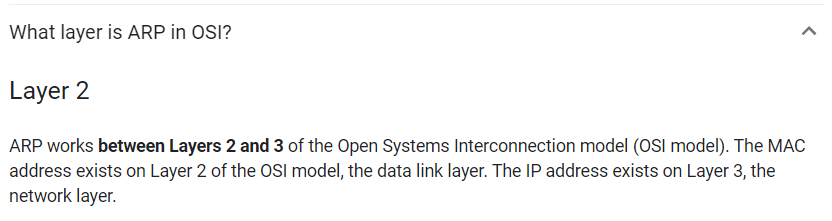 What layer is ARP in OSI?
Layer 2
ARP works between Layers 2 and 3 of the Open Systems Interconnection model (OSI model). The MAC
address exists on Layer 2 of the OSI model, the data link layer. The IP address exists on Layer 3, the
network layer.